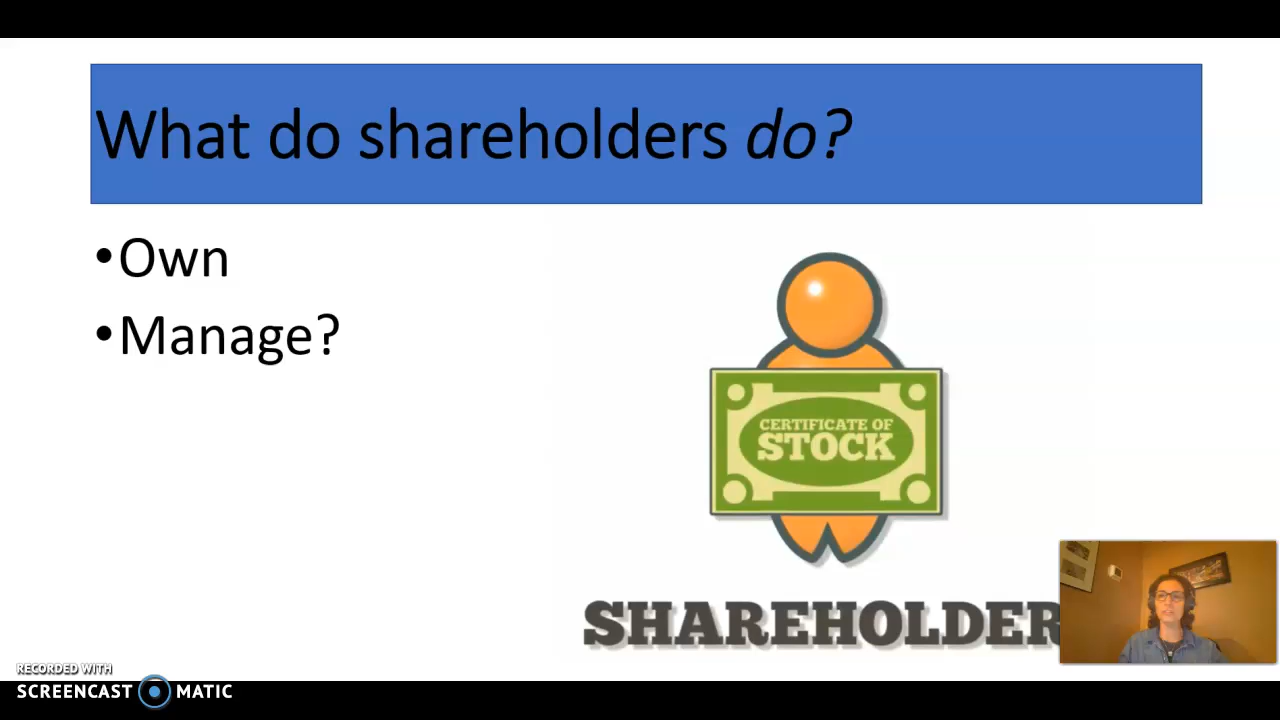 What do shareholders do?
•Own
•Manage?
CERTIFICATE OF
STOCK
SHAREHOLDER
RECORDED WITH
SCREENCAST MATIC